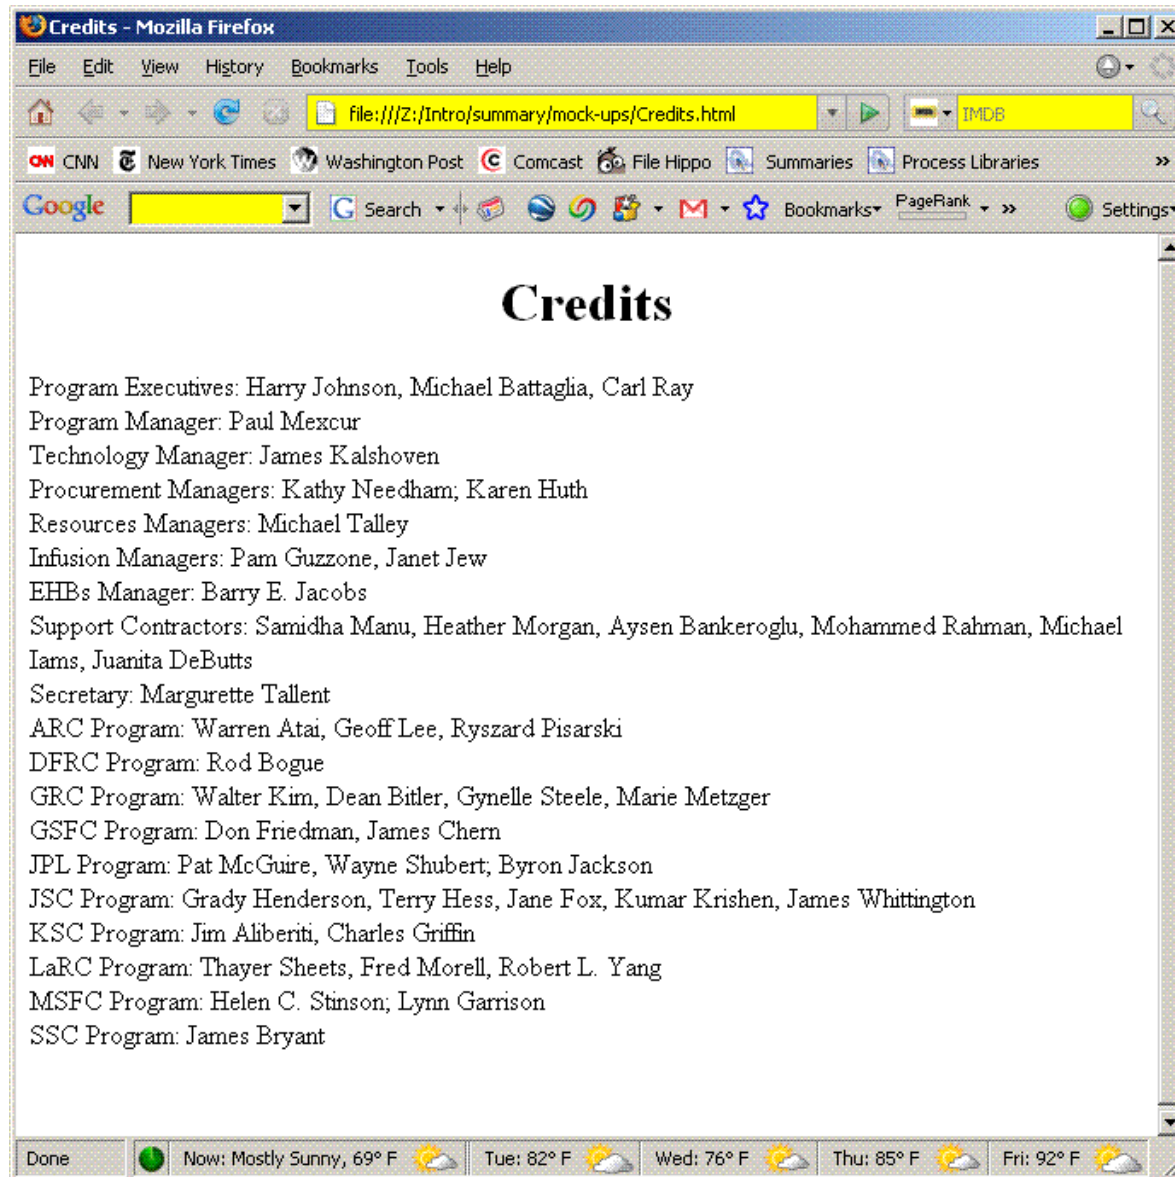 Credits - Mozilla Firefox
File Edit View History Bookmarks Tools Help
file:///Z:/Intro/summary/mock-ups/Credits.html IMDB
CNN CNN New York Times Washington Post Comcast File Hippo Summaries Process Libraries »
Google G Search PageRank » Bookmarks Settings
Credits
Program Executives: Harry Johnson, Michael Battaglia, Carl Ray
Program Manager: Paul Mexcur
Technology Manager: James Kalshoven
Procurement Managers: Kathy Needham; Karen Huth
Resources Managers: Michael Talley
Infusion Managers: Pam Guzzone, Janet Jew
EHBs Manager: Barry E. Jacobs
Support Contractors: Samidha Manu, Heather Morgan, Aysen Bankeroglu, Mohammed Rahman, Michael
Iams, Juanita DeButts
Secretary: Margurette Tallent
ARC Program: Warren Atai, Geoff Lee, Ryszard Pisarski
DFRC Program: Rod Bogue
GRC Program: Walter Kim, Dean Bitler, Gynelle Steele, Marie Metzger
GSFC Program: Don Friedman, James Chern
JPL Program: Pat McGuire, Wayne Shubert; Byron Jackson
JSC Program: Grady Henderson, Terry Hess, Jane Fox, Kumar Krishen, James Whittington
KSC Program: Jim Aliberiti, Charles Griffin
LaRC Program: Thayer Sheets, Fred Morell, Robert L. Yang
MSFC Program: Helen C. Stinson; Lynn Garrison
SSC Program: James Bryant
Done Now: Mostly Sunny, 69° F Tue: 82° F Wed: 76° F Thu: 85° F Fri: 92° F